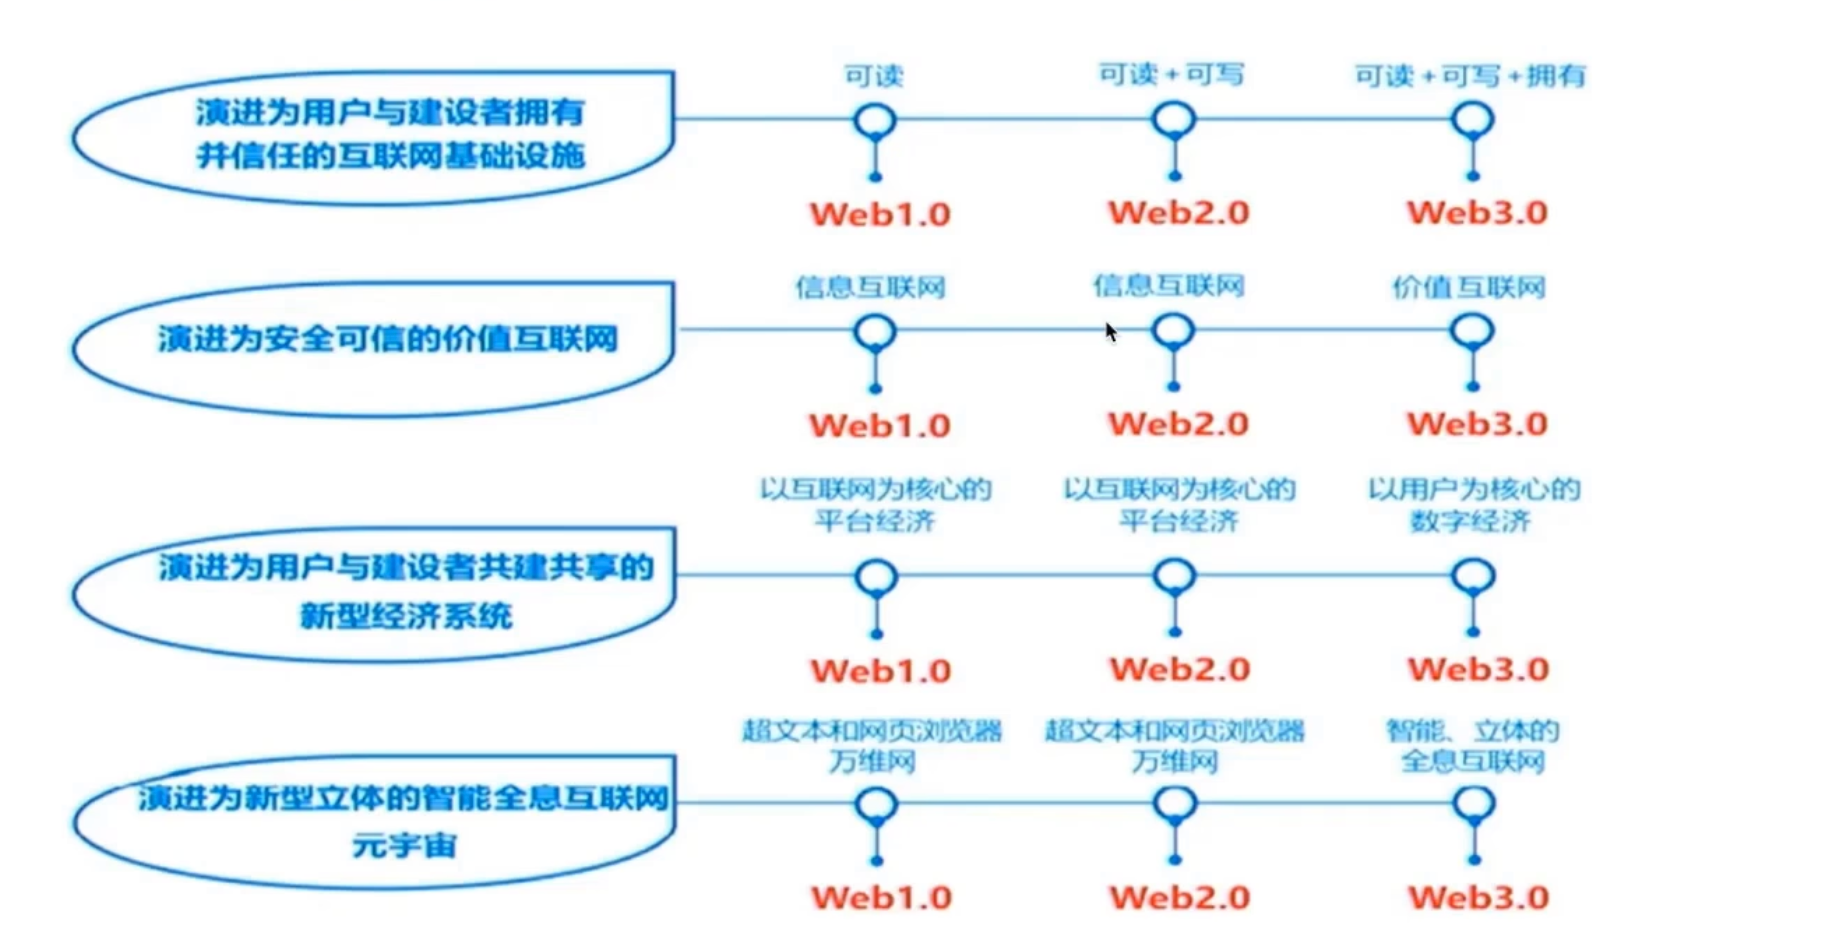 可读
可读+可写
可读+可写+拥有
演进为用户与建设者拥有
并信任的互联网基础设施
Web1.0
Web2.0
Web3.0
信息互联网
信息互联网
价值互联网
演进为安全可信的价值互联网
Web1.0
Web2.0
Web3.0
以互联网为核心的
平台经济
以互联网为核心的
平台经济
以用户为核心的
数字经济
演进为用户与建设者共建共享的
新型经济系统
Web1.0
Web2.0
Web3.0
超文本和网页浏览器
万维网
超文本和网页浏览器
万维网
智能、立体的
全息互联网
演进为新型立体的智能全息互联网
元宇宙
Web1.0
Web2.0
Web3.0